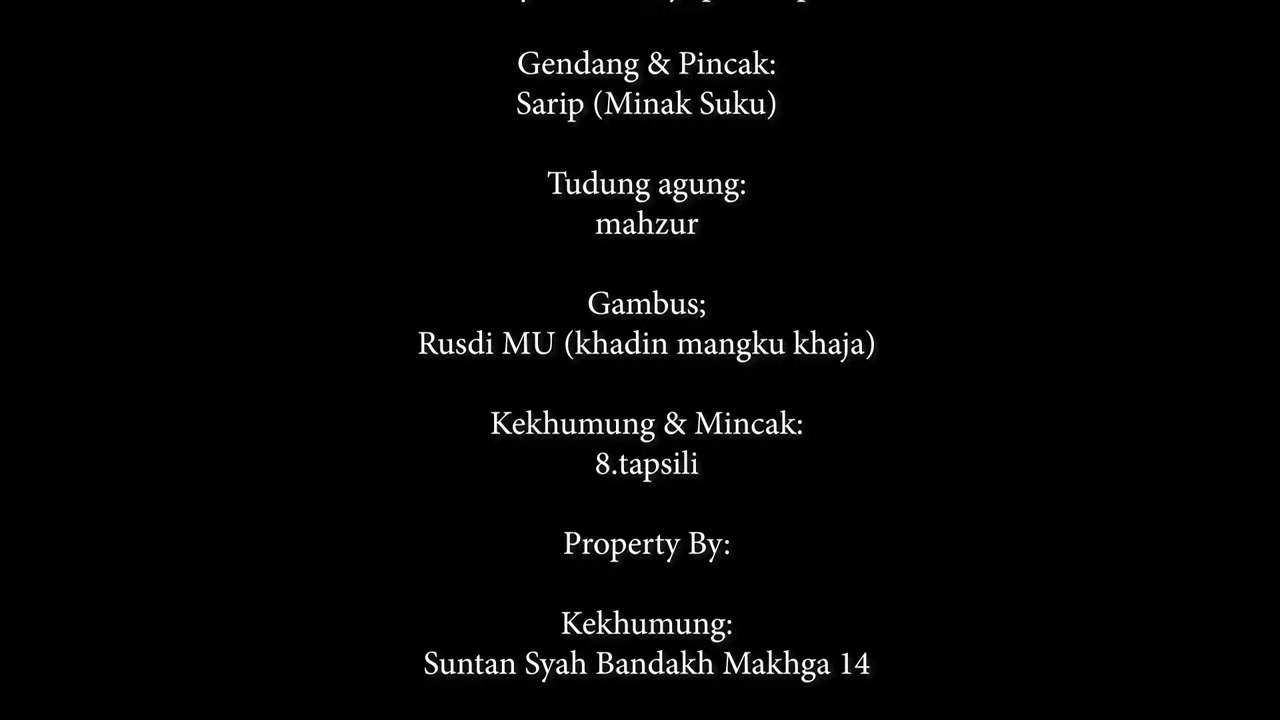 Gendang & Pincak:
Sarip (Minak Suku)
Tudung agung:
mahzur
Gambus;
Rusdi MU (khadin mangku khaja)
Kekhumung & Mincak:
8.tapsili
Property By:
Kekhumung:
Suntan Syah Bandakh Makhga 14